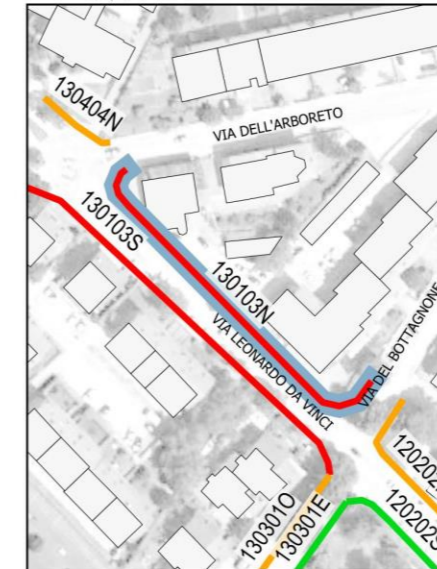 130404N
VIA DELL'ARBORETO
130103S
130103N
VIA LEONARDO DA VINCI
VIA DEL BOTTAGNONE
120202
120202S
130301O
130301E